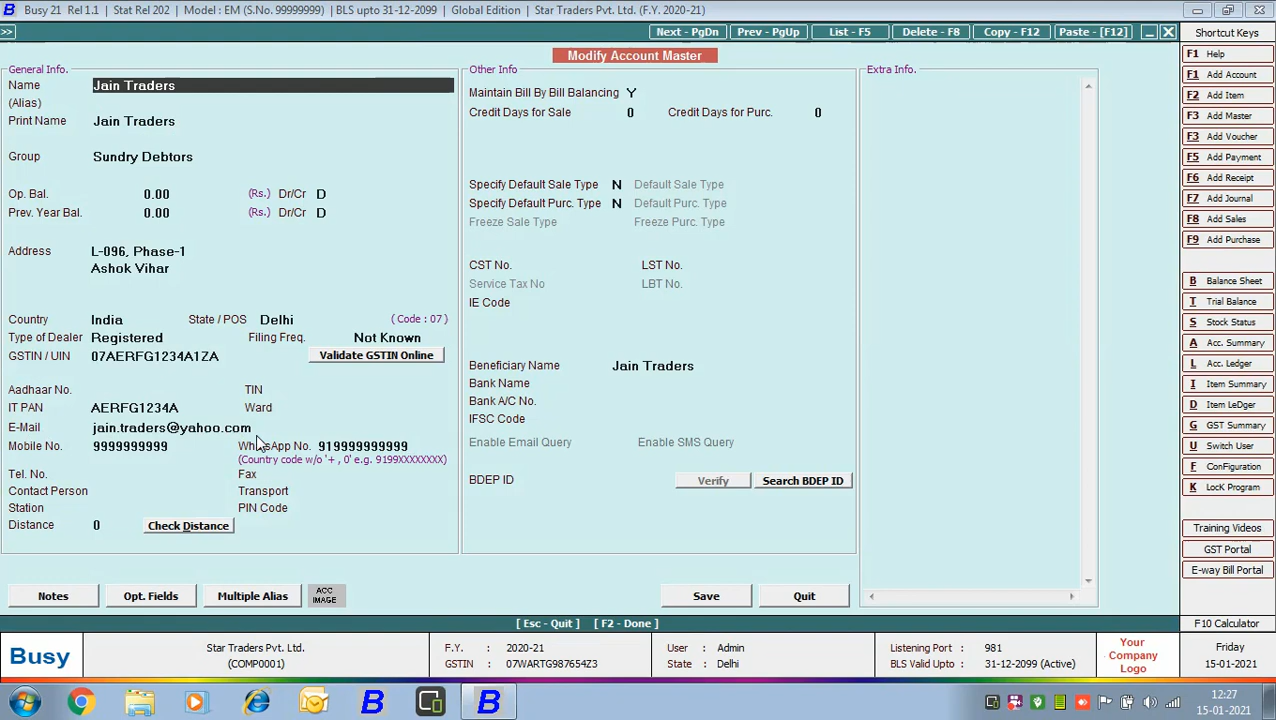 Busy 21 Rel 1.1 | Stat Rel 202 | Model : EM (S.No. 99999999) | BLS upto 31-12-2099 | Global Edition | Star Traders Pvt. Ltd. (F.Y. 2020-21)
>> Next - PgDn Prev - PgUp List - F5 Delete - F8 Copy - F12 Paste - [F12]
Modify Account Master
General Info.
Name Jain Traders
(Alias)
Print Name Jain Traders
Group Sundry Debtors
Op. Bal. 0.00 (Rs.) Dr/Cr D
Prev. Year Bal. 0.00 (Rs.) Dr/Cr D
Address L-096, Phase-1
Ashok Vihar
Country India State / POS Delhi ( Code : 07 )
Type of Dealer Registered Filing Freq. Not Known
GSTIN / UIN 07AERFG1234A1ZA Validate GSTIN Online
Aadhaar No. TIN
IT PAN AERFG1234A Ward
E-Mail jain.traders@yahoo.com
Mobile No. 9999999999 WhatsApp No. 919999999999
(Country code w/o '+ , 0' e.g. 9199XXXXXXXX)
Tel. No. Fax
Contact Person Transport
Station PIN Code
Distance 0 Check Distance
Other Info
Maintain Bill By Bill Balancing Y
Credit Days for Sale 0 Credit Days for Purc. 0
Specify Default Sale Type N Default Sale Type
Specify Default Purc. Type N Default Purc. Type
Freeze Sale Type Freeze Purc. Type
CST No. LST No.
Service Tax No LBT No.
IE Code
Beneficiary Name Jain Traders
Bank Name
Bank A/C No.
IFSC Code
Enable Email Query Enable SMS Query
BDEP ID Verify Search BDEP ID
Extra Info.
Notes Opt. Fields Multiple Alias ACC IMAGE Save Quit
[ Esc - Quit ] [ F2 - Done ]
Shortcut Keys
F1 Help
F1 Add Account
F2 Add Item
F3 Add Master
F3 Add Voucher
F5 Add Payment
F6 Add Receipt
F7 Add Journal
F8 Add Sales
F9 Add Purchase
B Balance Sheet
T Trial Balance
S Stock Status
A Acc. Summary
L Acc. Ledger
I Item Summary
D Item LeDger
G GST Summary
U Switch User
F ConFiguration
K LocK Program
Training Videos
GST Portal
E-way Bill Portal
F10 Calculator
Busy
Star Traders Pvt. Ltd.
(COMP0001)
F.Y. : 2020-21
GSTIN : 07WARTG987654Z3
User : Admin
State : Delhi
Listening Port : 981
BLS Valid Upto : 31-12-2099 (Active)
Your
Company
Logo
Friday
15-01-2021
12:27
15-01-2021